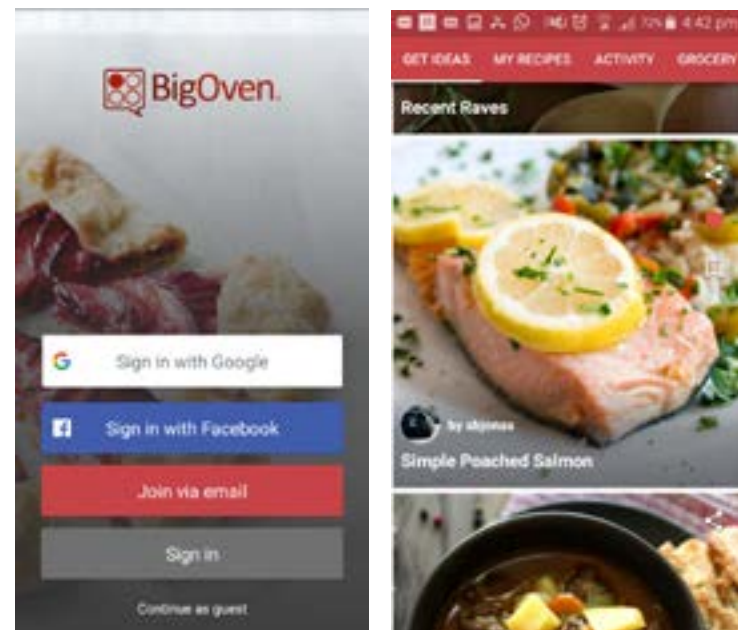 BigOven.
Sign in with Google
Sign in with Facebook
Join via email
Sign in
Continue as guest
72% 4:42 pm
GET IDEAS MY RECIPES ACTIVITY GROCERY
Recent Raves
Simple Poached Salmon